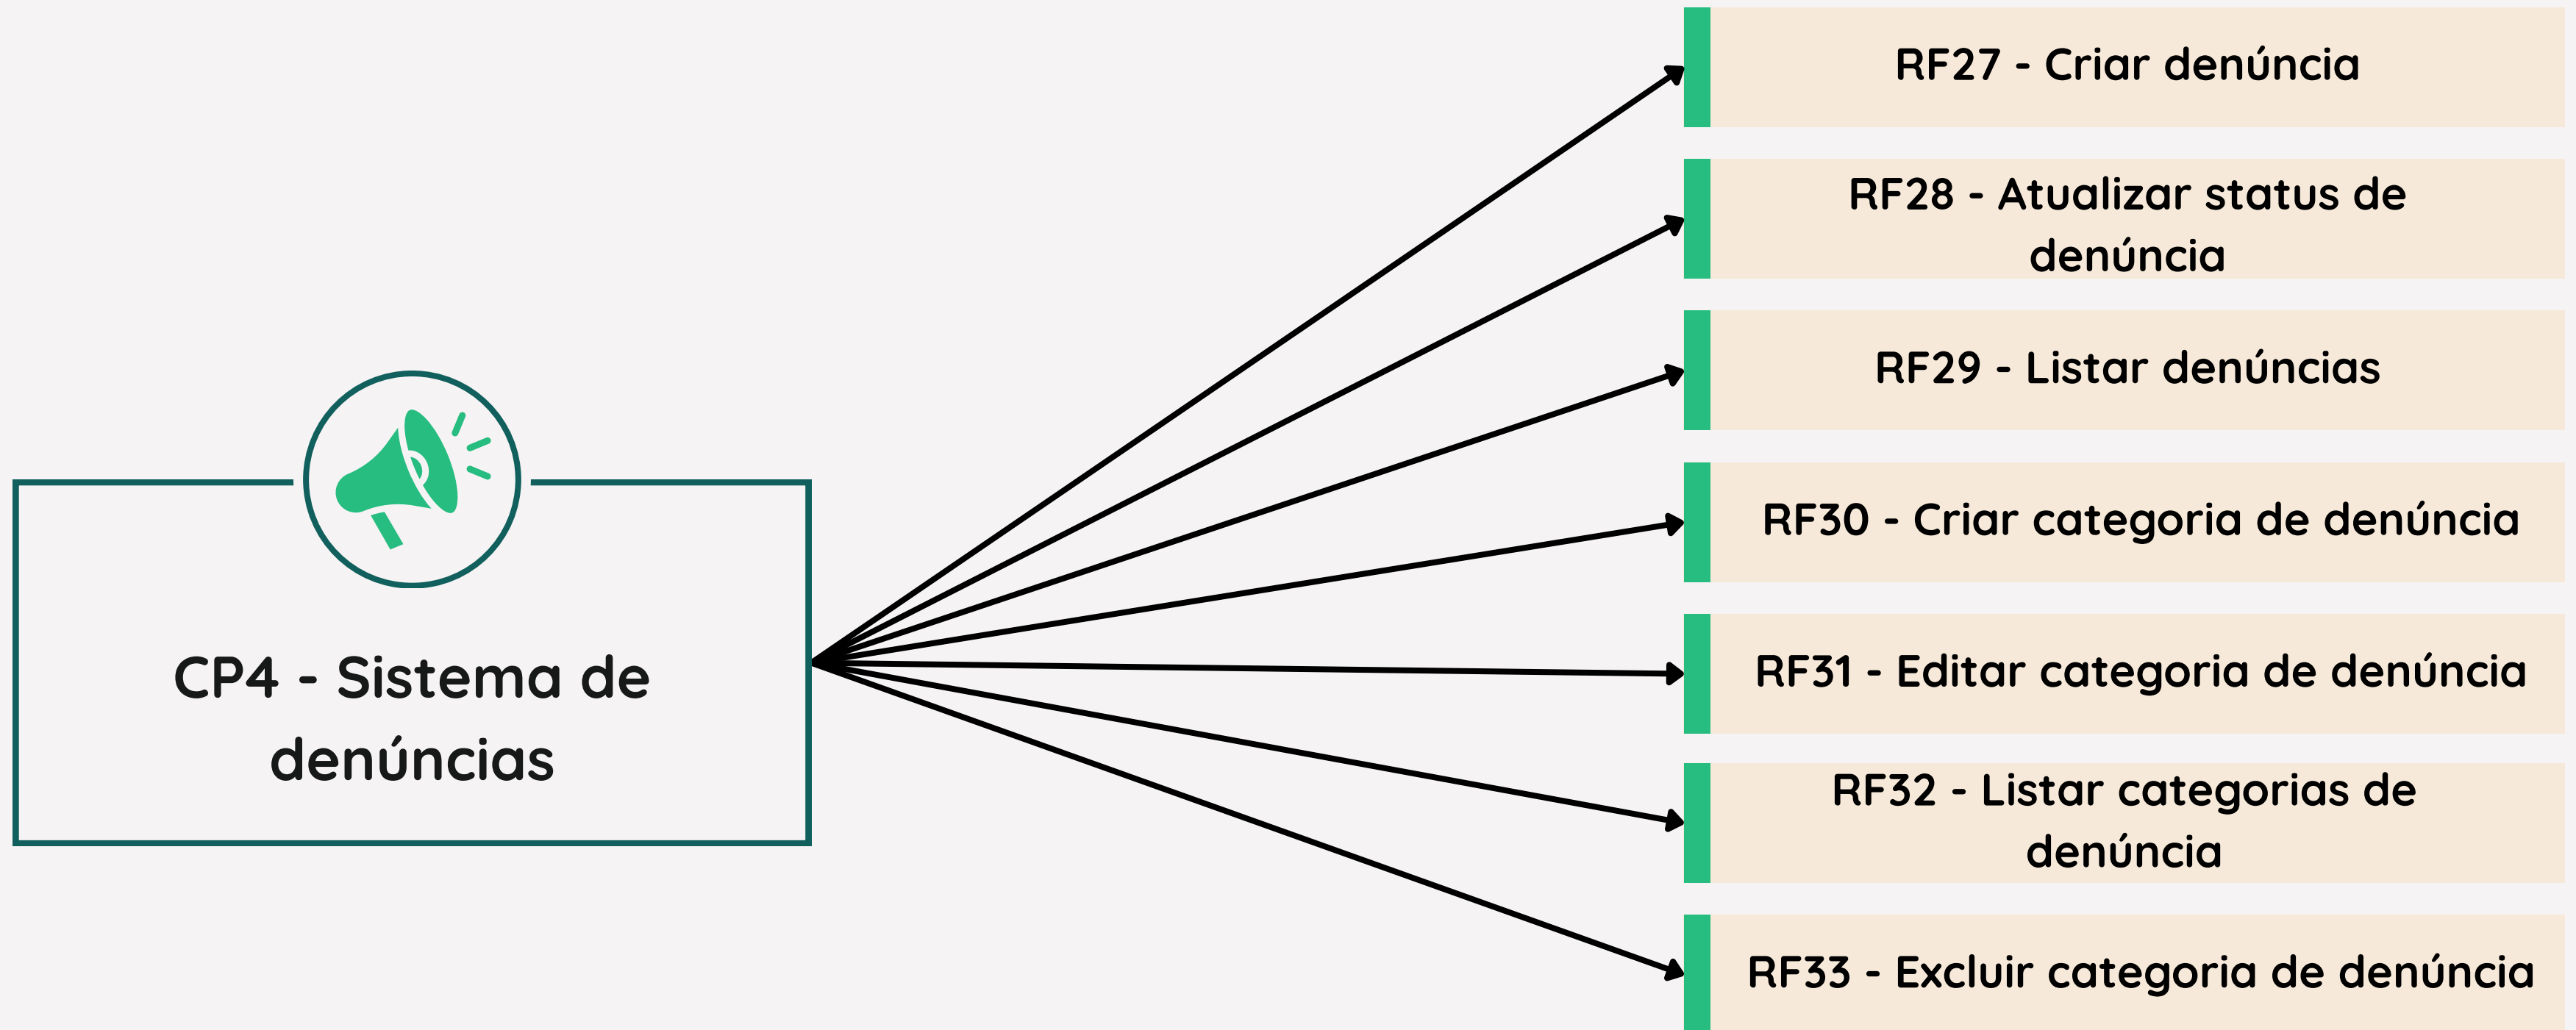 CP4 - Sistema de
denúncias
RF27 - Criar denúncia
RF28 - Atualizar status de
denúncia
RF29 - Listar denúncias
RF30 - Criar categoria de denúncia
RF31 - Editar categoria de denúncia
RF32 - Listar categorias de
denúncia
RF33 - Excluir categoria de denúncia